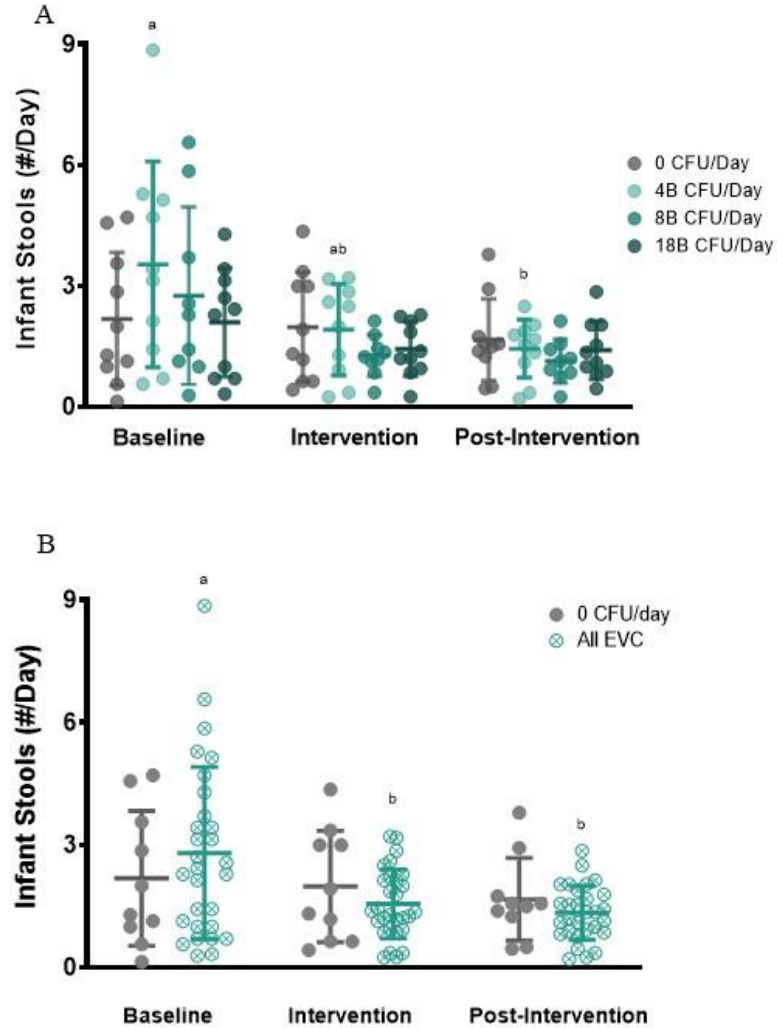 A
a
9
6
3
0
Infant Stools (#/Day)
ab
b
0 CFU/Day
4B CFU/Day
8B CFU/Day
18B CFU/Day
Baseline
Intervention
Post-Intervention
B
a
9
6
3
0
Infant Stools (#/Day)
b
b
0 CFU/day
All EVC
Baseline
Intervention
Post-Intervention